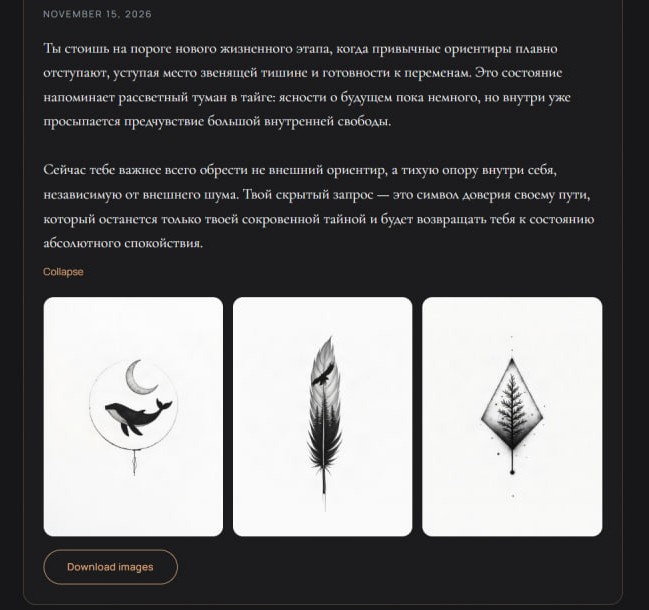 NOVEMBER 15, 2026
Ты стоишь на пороге нового жизненного этапа, когда привычные ориентиры плавно
отступают, уступая место звенящей тишине и готовности к переменам. Это состояние
напоминает рассветный туман в тайге: ясности о будущем пока немного, но внутри уже
просыпается предчувствие большой внутренней свободы.
Сейчас тебе важнее всего обрести не внешний ориентир, а тихую опору внутри себя,
независимую от внешнего шума. Твой скрытый запрос — это символ доверия своему пути,
который останется только твоей сокровенной тайной и будет возвращать тебя к состоянию
абсолютного спокойствия.
Collapse
Download images